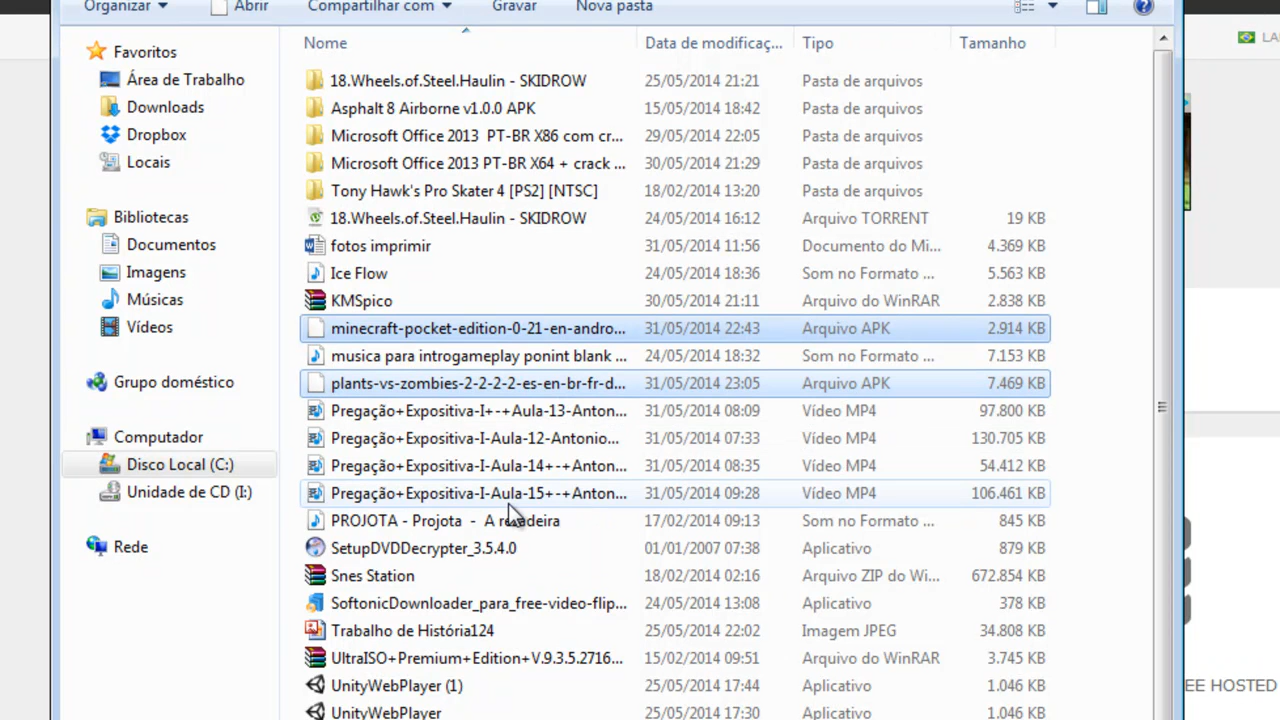 Organizar Abrir Compartilhar com Gravar Nova pasta
Nome Data de modificaç... Tipo Tamanho
Favoritos
Área de Trabalho
Downloads
Dropbox
Locais
Bibliotecas
Documentos
Imagens
Músicas
Vídeos
Grupo doméstico
Computador
Disco Local (C:)
Unidade de CD (I:)
Rede
18.Wheels.of.Steel.Haulin - SKIDROW 25/05/2014 21:21 Pasta de arquivos
Asphalt 8 Airborne v1.0.0 APK 15/05/2014 18:42 Pasta de arquivos
Microsoft Office 2013 PT-BR X86 com cr... 29/05/2014 22:05 Pasta de arquivos
Microsoft Office 2013 PT-BR X64 + crack ... 30/05/2014 21:29 Pasta de arquivos
Tony Hawk's Pro Skater 4 [PS2] [NTSC] 18/02/2014 13:20 Pasta de arquivos
18.Wheels.of.Steel.Haulin - SKIDROW 24/05/2014 16:12 Arquivo TORRENT 19 KB
fotos imprimir 31/05/2014 11:56 Documento do Mi... 4.369 KB
Ice Flow 24/05/2014 18:36 Som no Formato ... 5.563 KB
KMSpico 30/05/2014 21:11 Arquivo do WinRAR 2.838 KB
minecraft-pocket-edition-0-21-en-andro... 31/05/2014 22:43 Arquivo APK 2.914 KB
musica para introgameplay ponint blank ... 24/05/2014 18:32 Som no Formato ... 7.153 KB
plants-vs-zombies-2-2-2-2-es-en-br-fr-d... 31/05/2014 23:05 Arquivo APK 7.469 KB
Pregação+Expositiva-I+-+Aula-13-Anton... 31/05/2014 08:09 Vídeo MP4 97.800 KB
Pregação+Expositiva-I-Aula-12-Antonio... 31/05/2014 07:33 Vídeo MP4 130.705 KB
Pregação+Expositiva-I-Aula-14+-+Anton... 31/05/2014 08:35 Vídeo MP4 54.412 KB
Pregação+Expositiva-I-Aula-15+-+Anton... 31/05/2014 09:28 Vídeo MP4 106.461 KB
PROJOTA - Projota - A 17/02/2014 09:13 Som no Formato ... 845 KB
SetupDVDDecrypter_3.5.4.0 01/01/2007 07:38 Aplicativo 879 KB
Snes Station 18/02/2014 02:16 Arquivo ZIP do Wi... 672.854 KB
SoftonicDownloader_para_free-video-flip... 24/05/2014 13:08 Aplicativo 378 KB
Trabalho de História124 25/05/2014 22:02 Imagem JPEG 34.808 KB
UltraISO+Premium+Edition+V.9.3.5.2716... 15/02/2014 09:51 Arquivo do WinRAR 3.745 KB
UnityWebPlayer (1) 25/05/2014 17:44 Aplicativo 1.046 KB
UnityWebPlayer 25/05/2014 17:30 Aplicativo 1.046 KB
LA
EE HOSTED